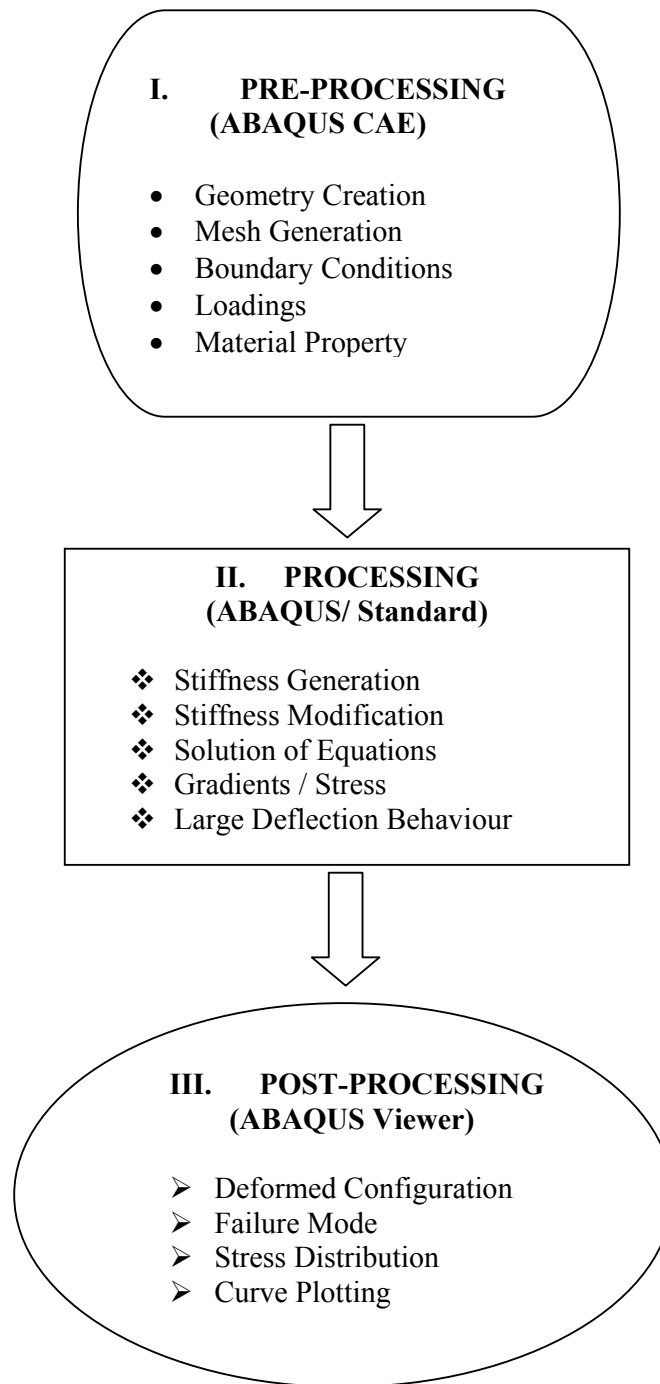 I. PRE-PROCESSING
(ABAQUS CAE)
• Geometry Creation
• Mesh Generation
• Boundary Conditions
• Loadings
• Material Property
II. PROCESSING
(ABAQUS/ Standard)
❖ Stiffness Generation
❖ Stiffness Modification
❖ Solution of Equations
❖ Gradients / Stress
❖ Large Deflection Behaviour
III. POST-PROCESSING
(ABAQUS Viewer)
➢ Deformed Configuration
➢ Failure Mode
➢ Stress Distribution
➢ Curve Plotting